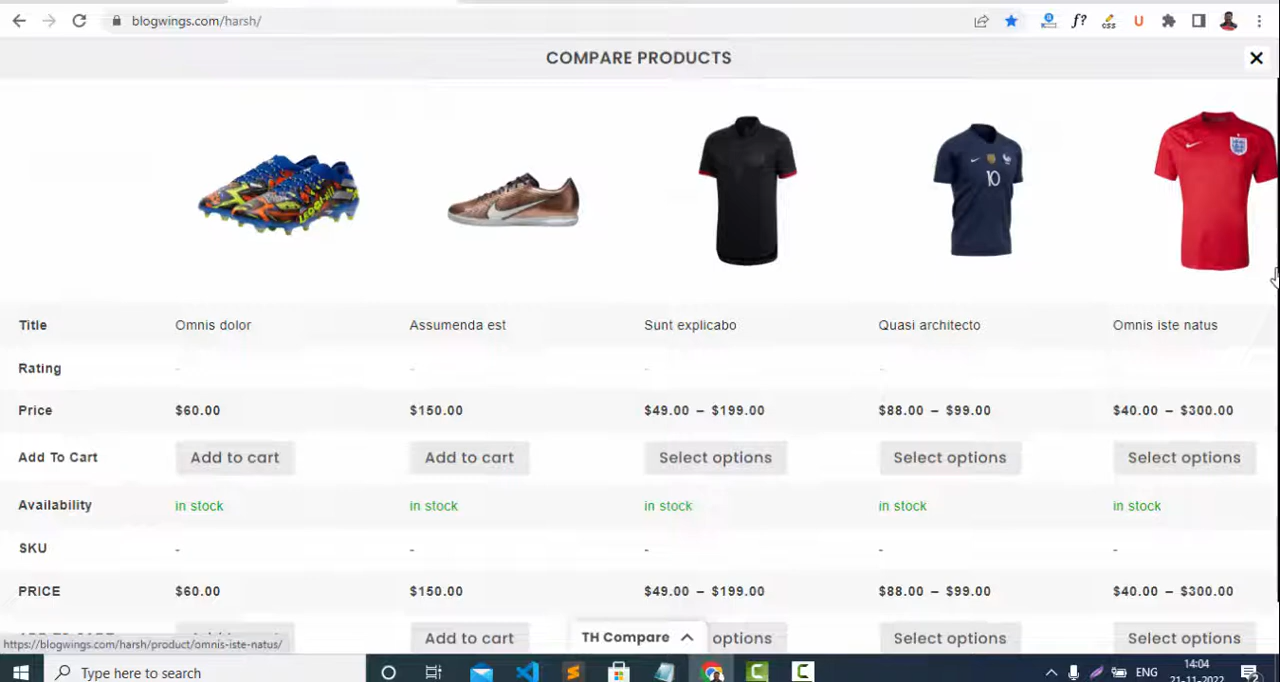 blogwings.com/harsh/
COMPARE PRODUCTS
10
Title Omnis dolor Assumenda est Sunt explicabo Quasi architecto Omnis iste natus
Rating - - - -
Price $60.00 $150.00 $49.00 – $199.00 $88.00 – $99.00 $40.00 – $300.00
Add To Cart Add to cart Add to cart Select options Select options Select options
Availability in stock in stock in stock in stock in stock
SKU - - - - -
PRICE $60.00 $150.00 $49.00 – $199.00 $88.00 – $99.00 $40.00 – $300.00
Add to cart TH Compare options Select options Select options
https://blogwings.com/harsh/product/omnis-iste-natus/
Type here to search
ENG
14:04
21-11-2022